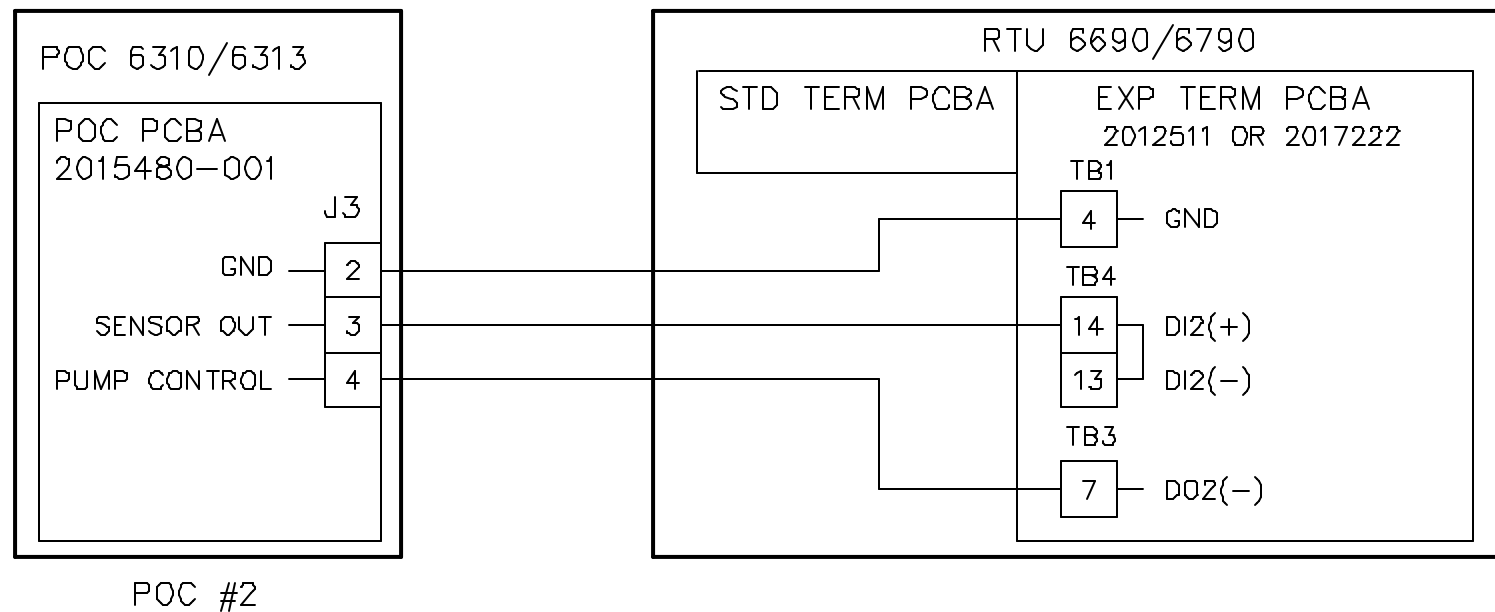 POC 6310/6313
POC PCBA
2015480-001
J3
GND
2
SENSOR OUT
3
PUMP CONTROL
4
POC #2
RTU 6690/6790
STD TERM PCBA
EXP TERM PCBA
2012511 OR 2017222
TB1
4
GND
TB4
14
DI2(+)
13
DI2(-)
TB3
7
DO2(-)